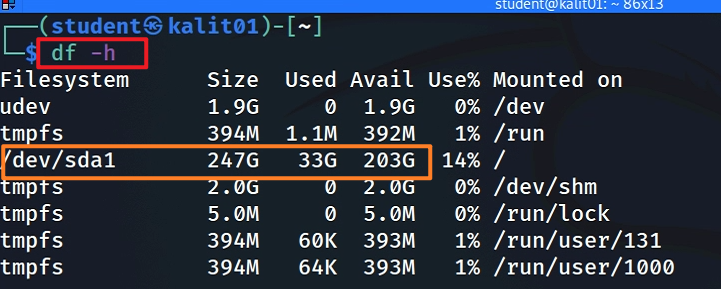 student@kalit01: ~ 86x13
┌──(student㉿kalit01)-[~]
└─$ df -h
Filesystem      Size  Used Avail Use% Mounted on
udev            1.9G     0  1.9G   0% /dev
tmpfs           394M  1.1M  392M   1% /run
/dev/sda1       247G   33G  203G  14% /
tmpfs           2.0G     0  2.0G   0% /dev/shm
tmpfs           5.0M     0  5.0M   0% /run/lock
tmpfs           394M   60K  393M   1% /run/user/131
tmpfs           394M   64K  393M   1% /run/user/1000